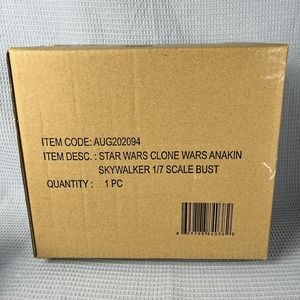 ITEM CODE: AUG202094
ITEM DESC. : STAR WARS CLONE WARS ANAKIN
SKYWALKER 1/7 SCALE BUST
QUANTITY : 1 PC